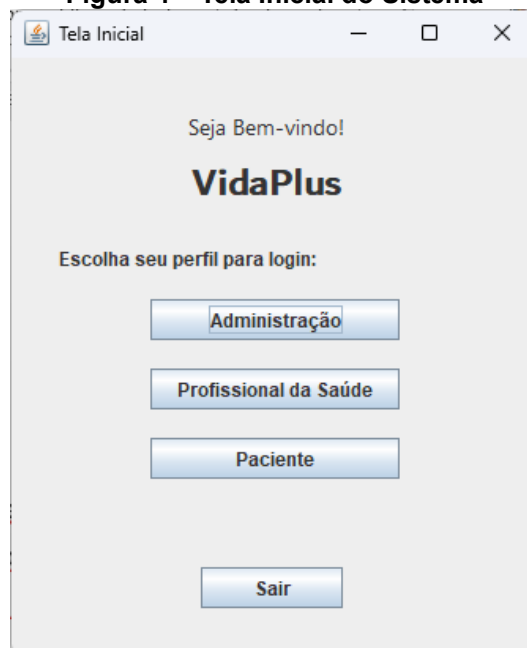 Figura 1 – Tela Inicial do Sistema
Tela Inicial
Seja Bem-vindo!
VidaPlus
Escolha seu perfil para login:
Administração
Profissional da Saúde
Paciente
Sair